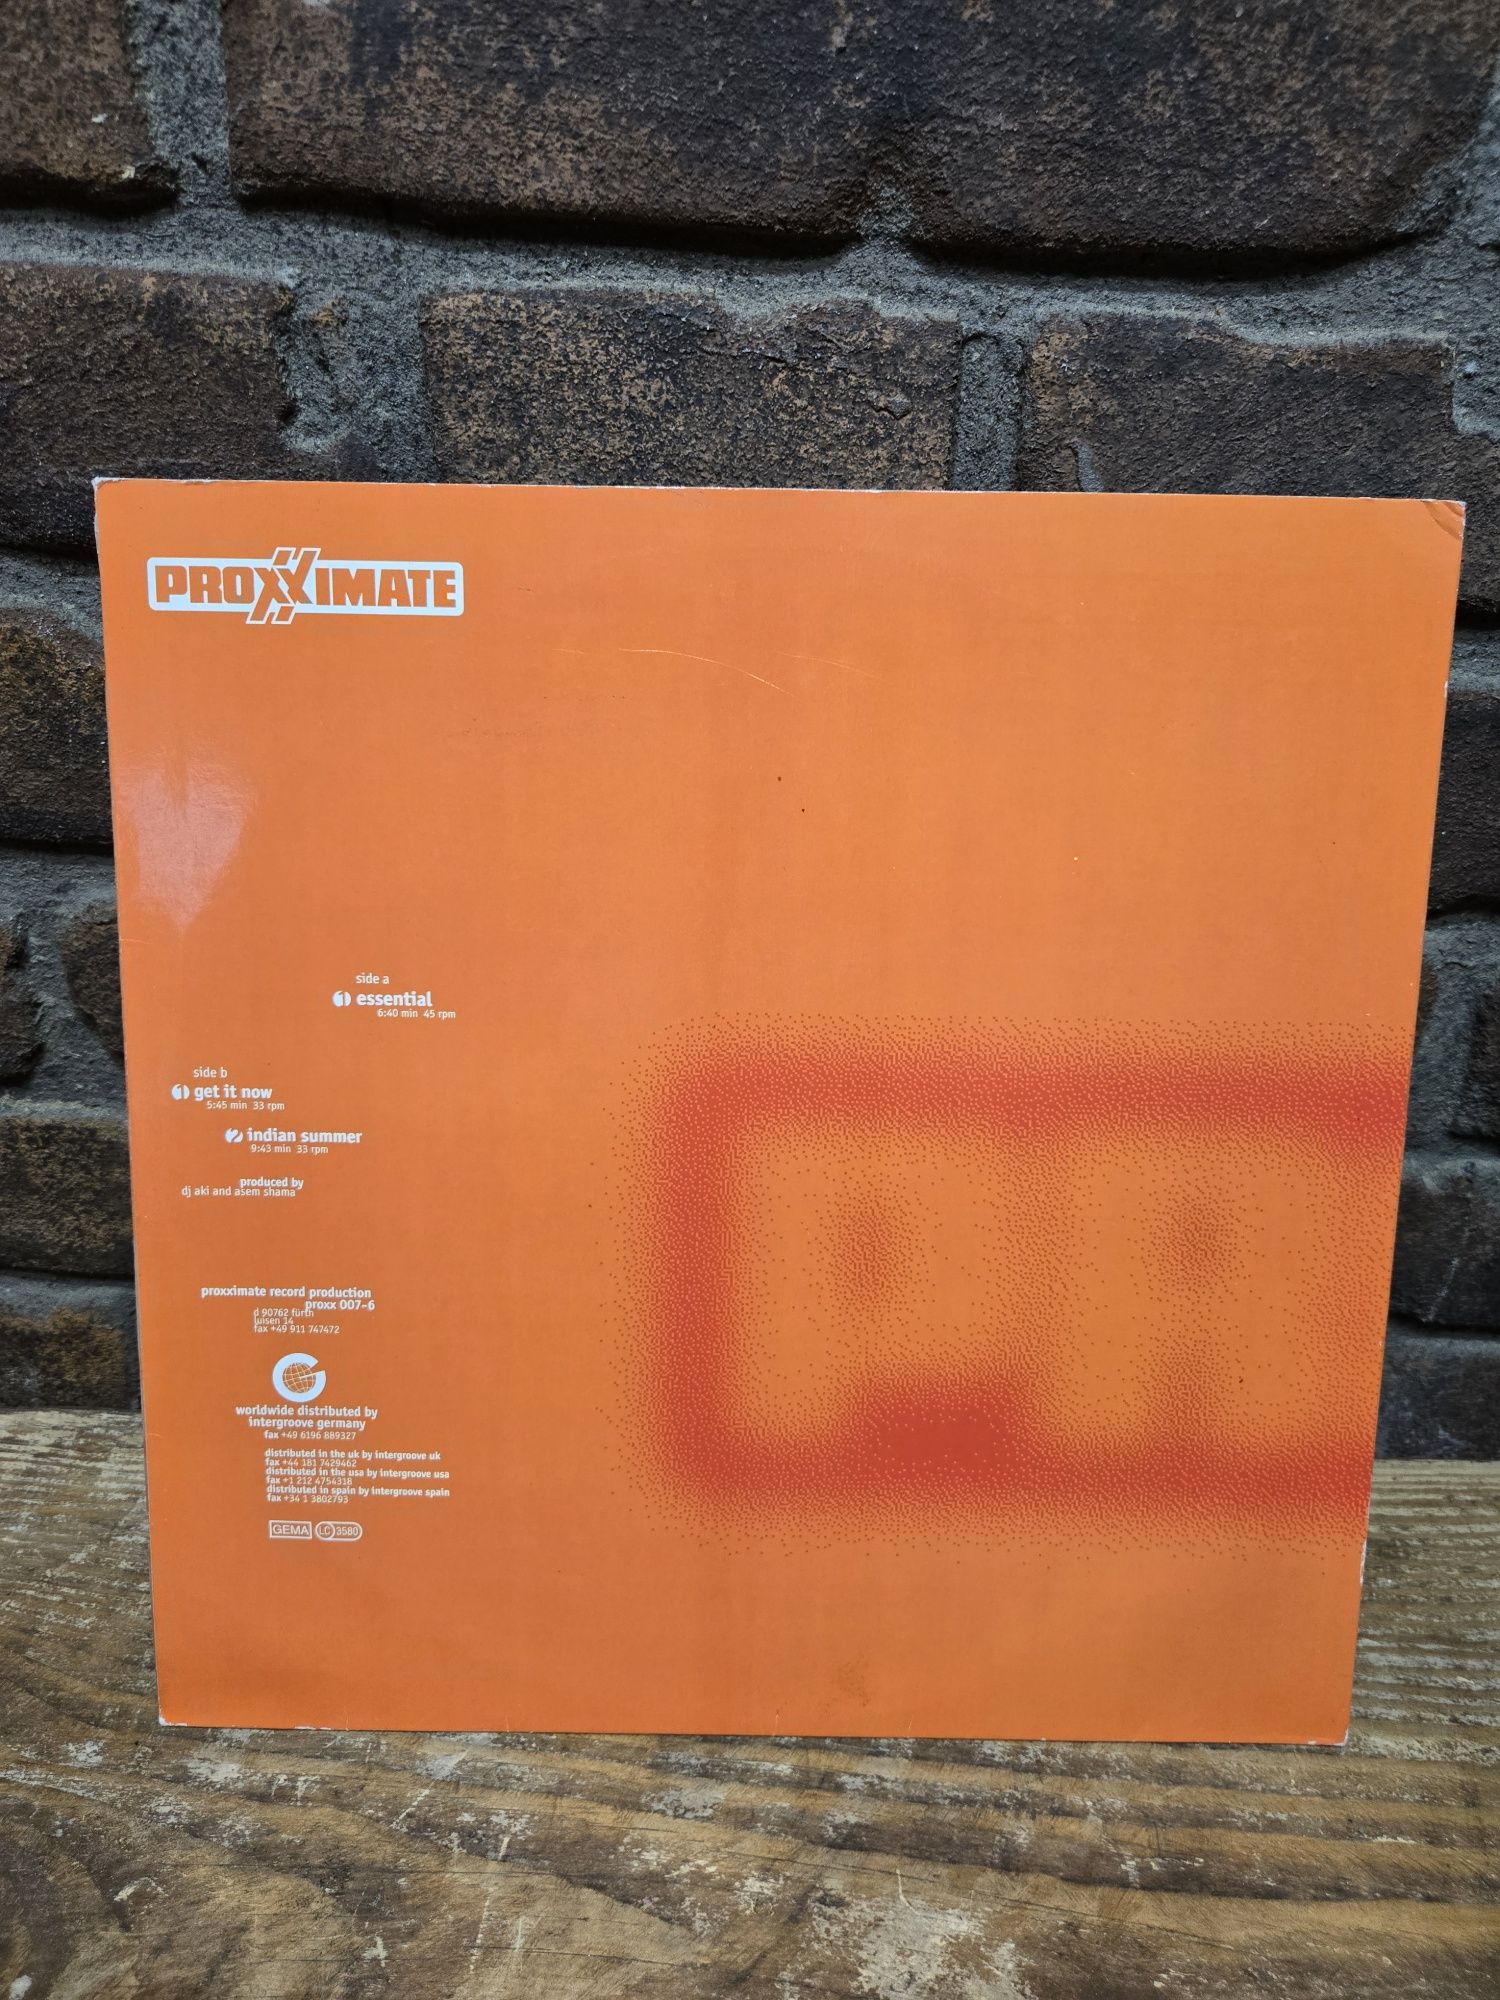 PROXXIMATE
side a
1 essential
6:40 min 45 rpm
side b
1 get it now
5:45 min 33 rpm
2 indian summer
9:43 min 33 rpm
produced by
dj aki and asem shama
proxximate record production
proxx 007-6
d 90762 fürth
luisen 14
fax +49 911 747472
worldwide distributed by
intergroove germany
fax +49 6196 889327
distributed in the uk by intergroove uk
fax +44 181 7429462
distributed in the usa by intergroove usa
fax +1 212 4754318
distributed in spain by intergroove spain
fax +34 1 3802793
GEMA LC 3580